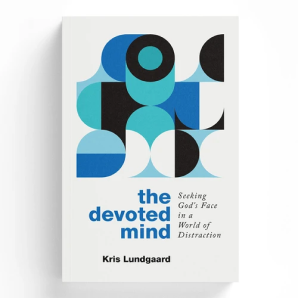 the
devoted
mind
Seeking
God's Face
in a
World of
Distraction
Kris Lundgaard